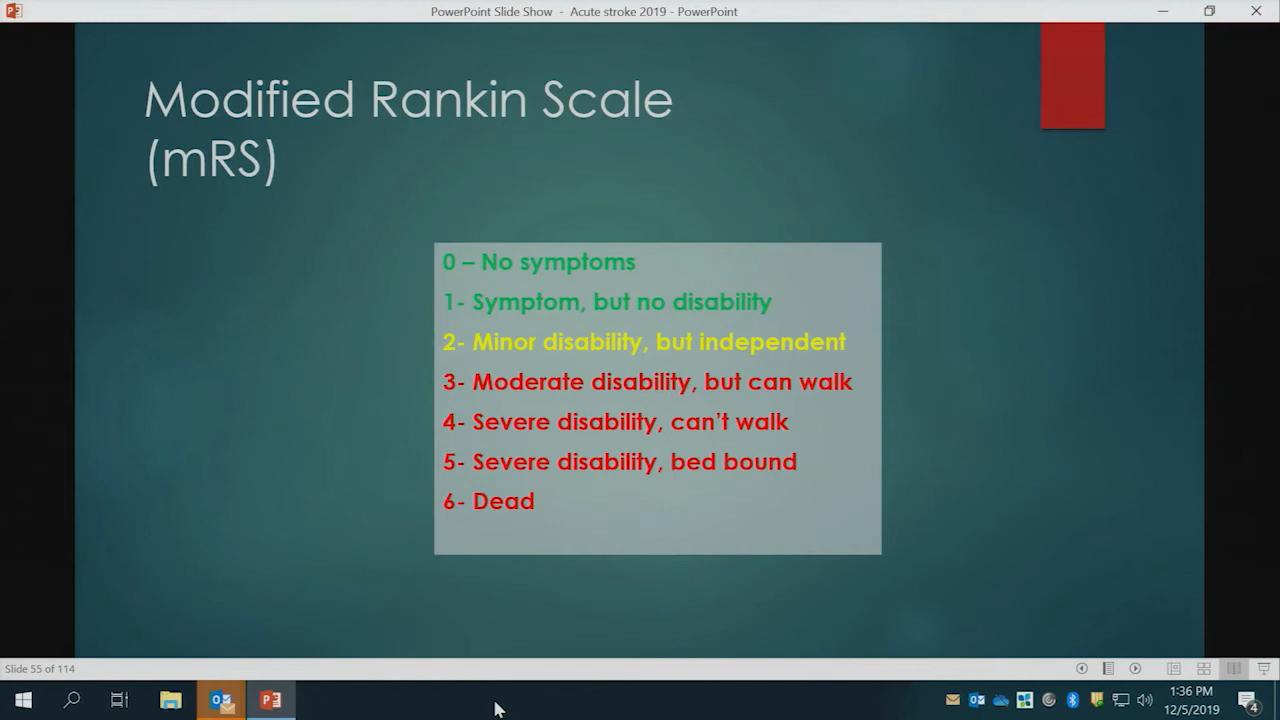 PowerPoint Slide Show - Acute stroke 2019 - PowerPoint
Modified Rankin Scale
(mRS)
0 – No symptoms
1- Symptom, but no disability
2- Minor disability, but independent
3- Moderate disability, but can walk
4- Severe disability, can’t walk
5- Severe disability, bed bound
6- Dead
Slide 55 of 114
1:36 PM
12/5/2019
4